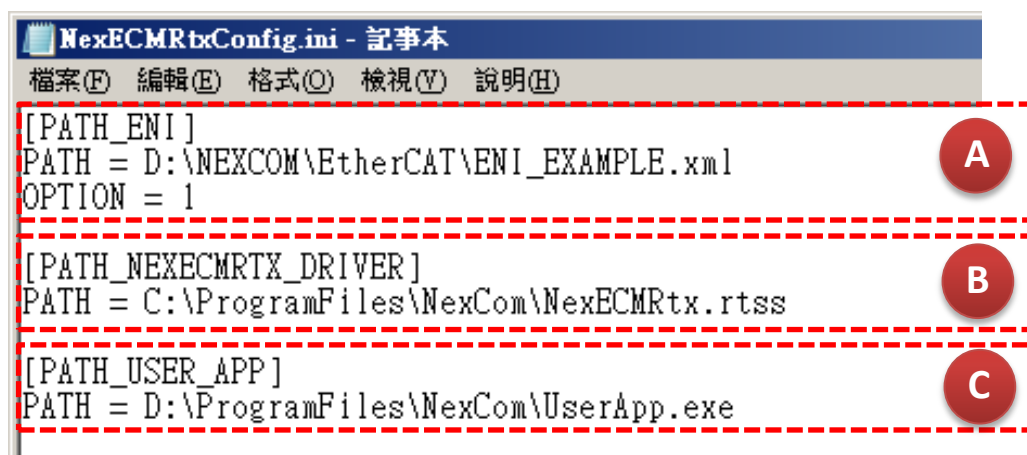 NexECMRtxConfig.ini - 記事本
檔案(F) 編輯(E) 格式(O) 檢視(V) 說明(H)
[PATH_ENI]
PATH = D:\NEXCOM\EtherCAT\ENI_EXAMPLE.xml
OPTION = 1
A
[PATH_NEXECMRTX_DRIVER]
PATH = C:\ProgramFiles\NexCom\NexECMRtx.rtss
B
[PATH_USER_APP]
PATH = D:\ProgramFiles\NexCom\UserApp.exe
C